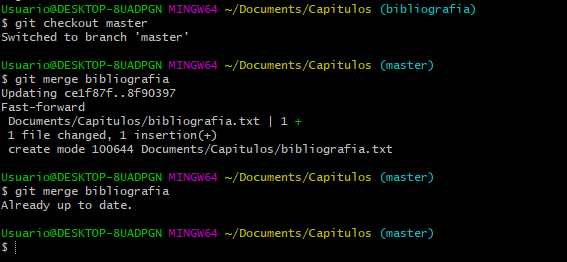 Usuario@DESKTOP-8UADPGN MINGW64 ~/Documents/Capitulos (bibliografia)
$ git checkout master
Switched to branch 'master'
Usuario@DESKTOP-8UADPGN MINGW64 ~/Documents/Capitulos (master)
$ git merge bibliografia
Updating ce1f87f..8f90397
Fast-forward
 Documents/Capitulos/bibliografia.txt | 1 +
 1 file changed, 1 insertion(+)
 create mode 100644 Documents/Capitulos/bibliografia.txt
Usuario@DESKTOP-8UADPGN MINGW64 ~/Documents/Capitulos (master)
$ git merge bibliografia
Already up to date.
Usuario@DESKTOP-8UADPGN MINGW64 ~/Documents/Capitulos (master)
$